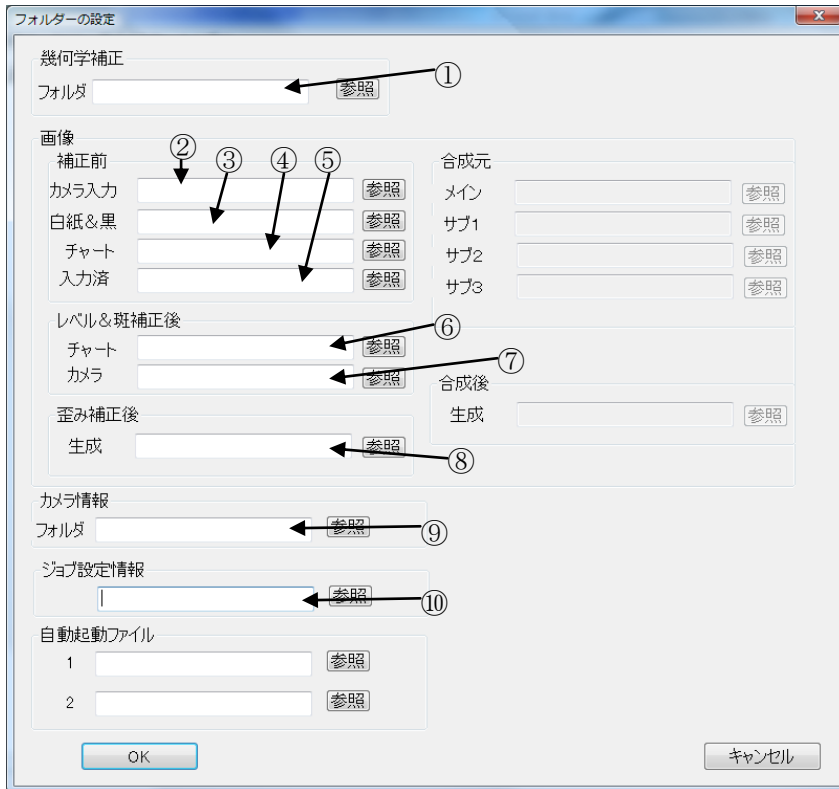 フォルダーの設定
x
幾何学補正
フォルダ 参照 ①
画像
補正前 ② ③ ④ ⑤
カメラ入力 参照
白紙&黒 参照
チャート 参照
入力済 参照
合成元
メイン 参照
サブ1 参照
サブ2 参照
サブ3 参照
レベル&斑補正後
チャート 参照 ⑥
カメラ 参照 ⑦
合成後
生成 参照
歪み補正後
生成 参照 ⑧
カメラ情報
フォルダ 参照 ⑨
ジョブ設定情報
参照 ⑩
自動起動ファイル
1 参照
2 参照
OK キャンセル